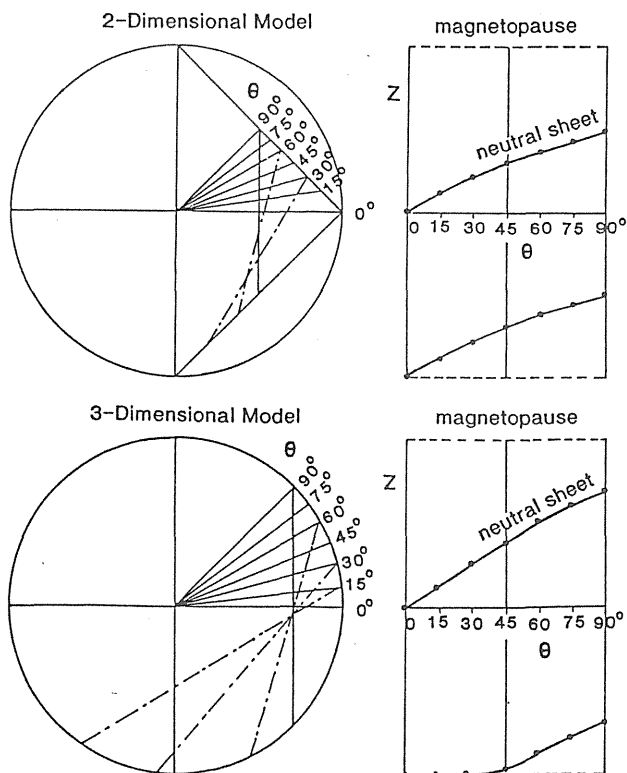 2-Dimensional Model
θ
90°
75°
60°
45°
30°
15°
0°
magnetopause
Z
neutral sheet
0 15 30 45 60 75 90°
θ
3-Dimensional Model
θ
90°
75°
60°
45°
30°
15°
0°
magnetopause
Z
neutral sheet
0 15 30 45 60 75 90°
θ